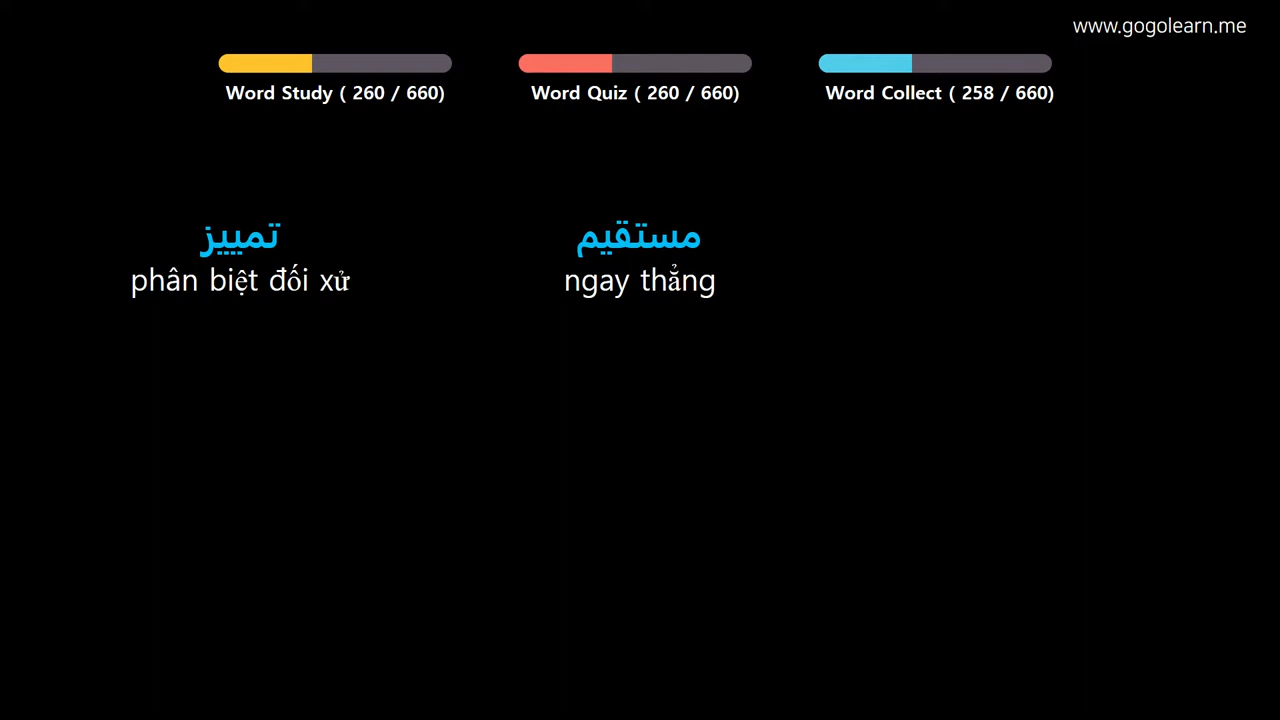 www.gogolearn.me
Word Study ( 260 / 660)
Word Quiz ( 260 / 660)
Word Collect ( 258 / 660)
تمييز
phân biệt đối xử
مستقيم
ngay thẳng